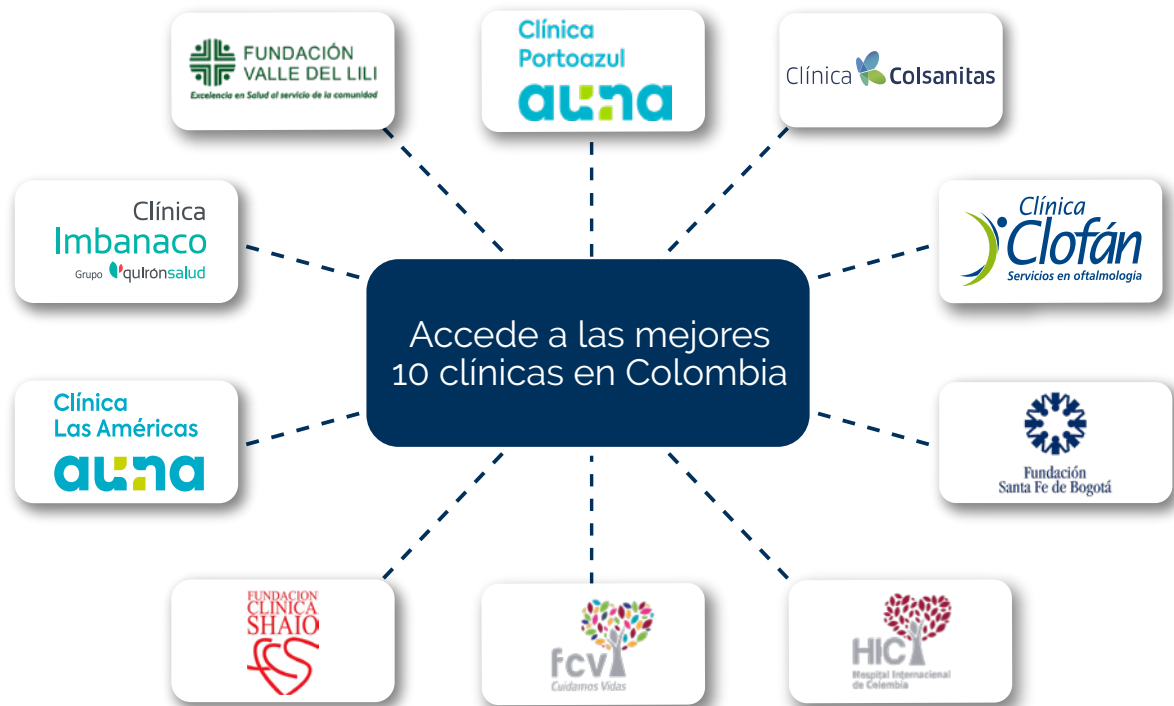 FUNDACIÓN
VALLE DEL LILI
Excelencia en Salud al servicio de la comunidad
Clínica
Portoazul
auna
Clínica Colsanitas
Clínica
Imbanaco
Grupo quirónsalud
Clínica
Clofán
Servicios en oftalmología
Accede a las mejores
10 clínicas en Colombia
Clínica
Las Américas
auna
Fundación
Santa Fe de Bogotá
FUNDACION
CLINICA
SHAIO
FCS
fcv
Cuidamos Vidas
HIC
Hospital Internacional
de Colombia